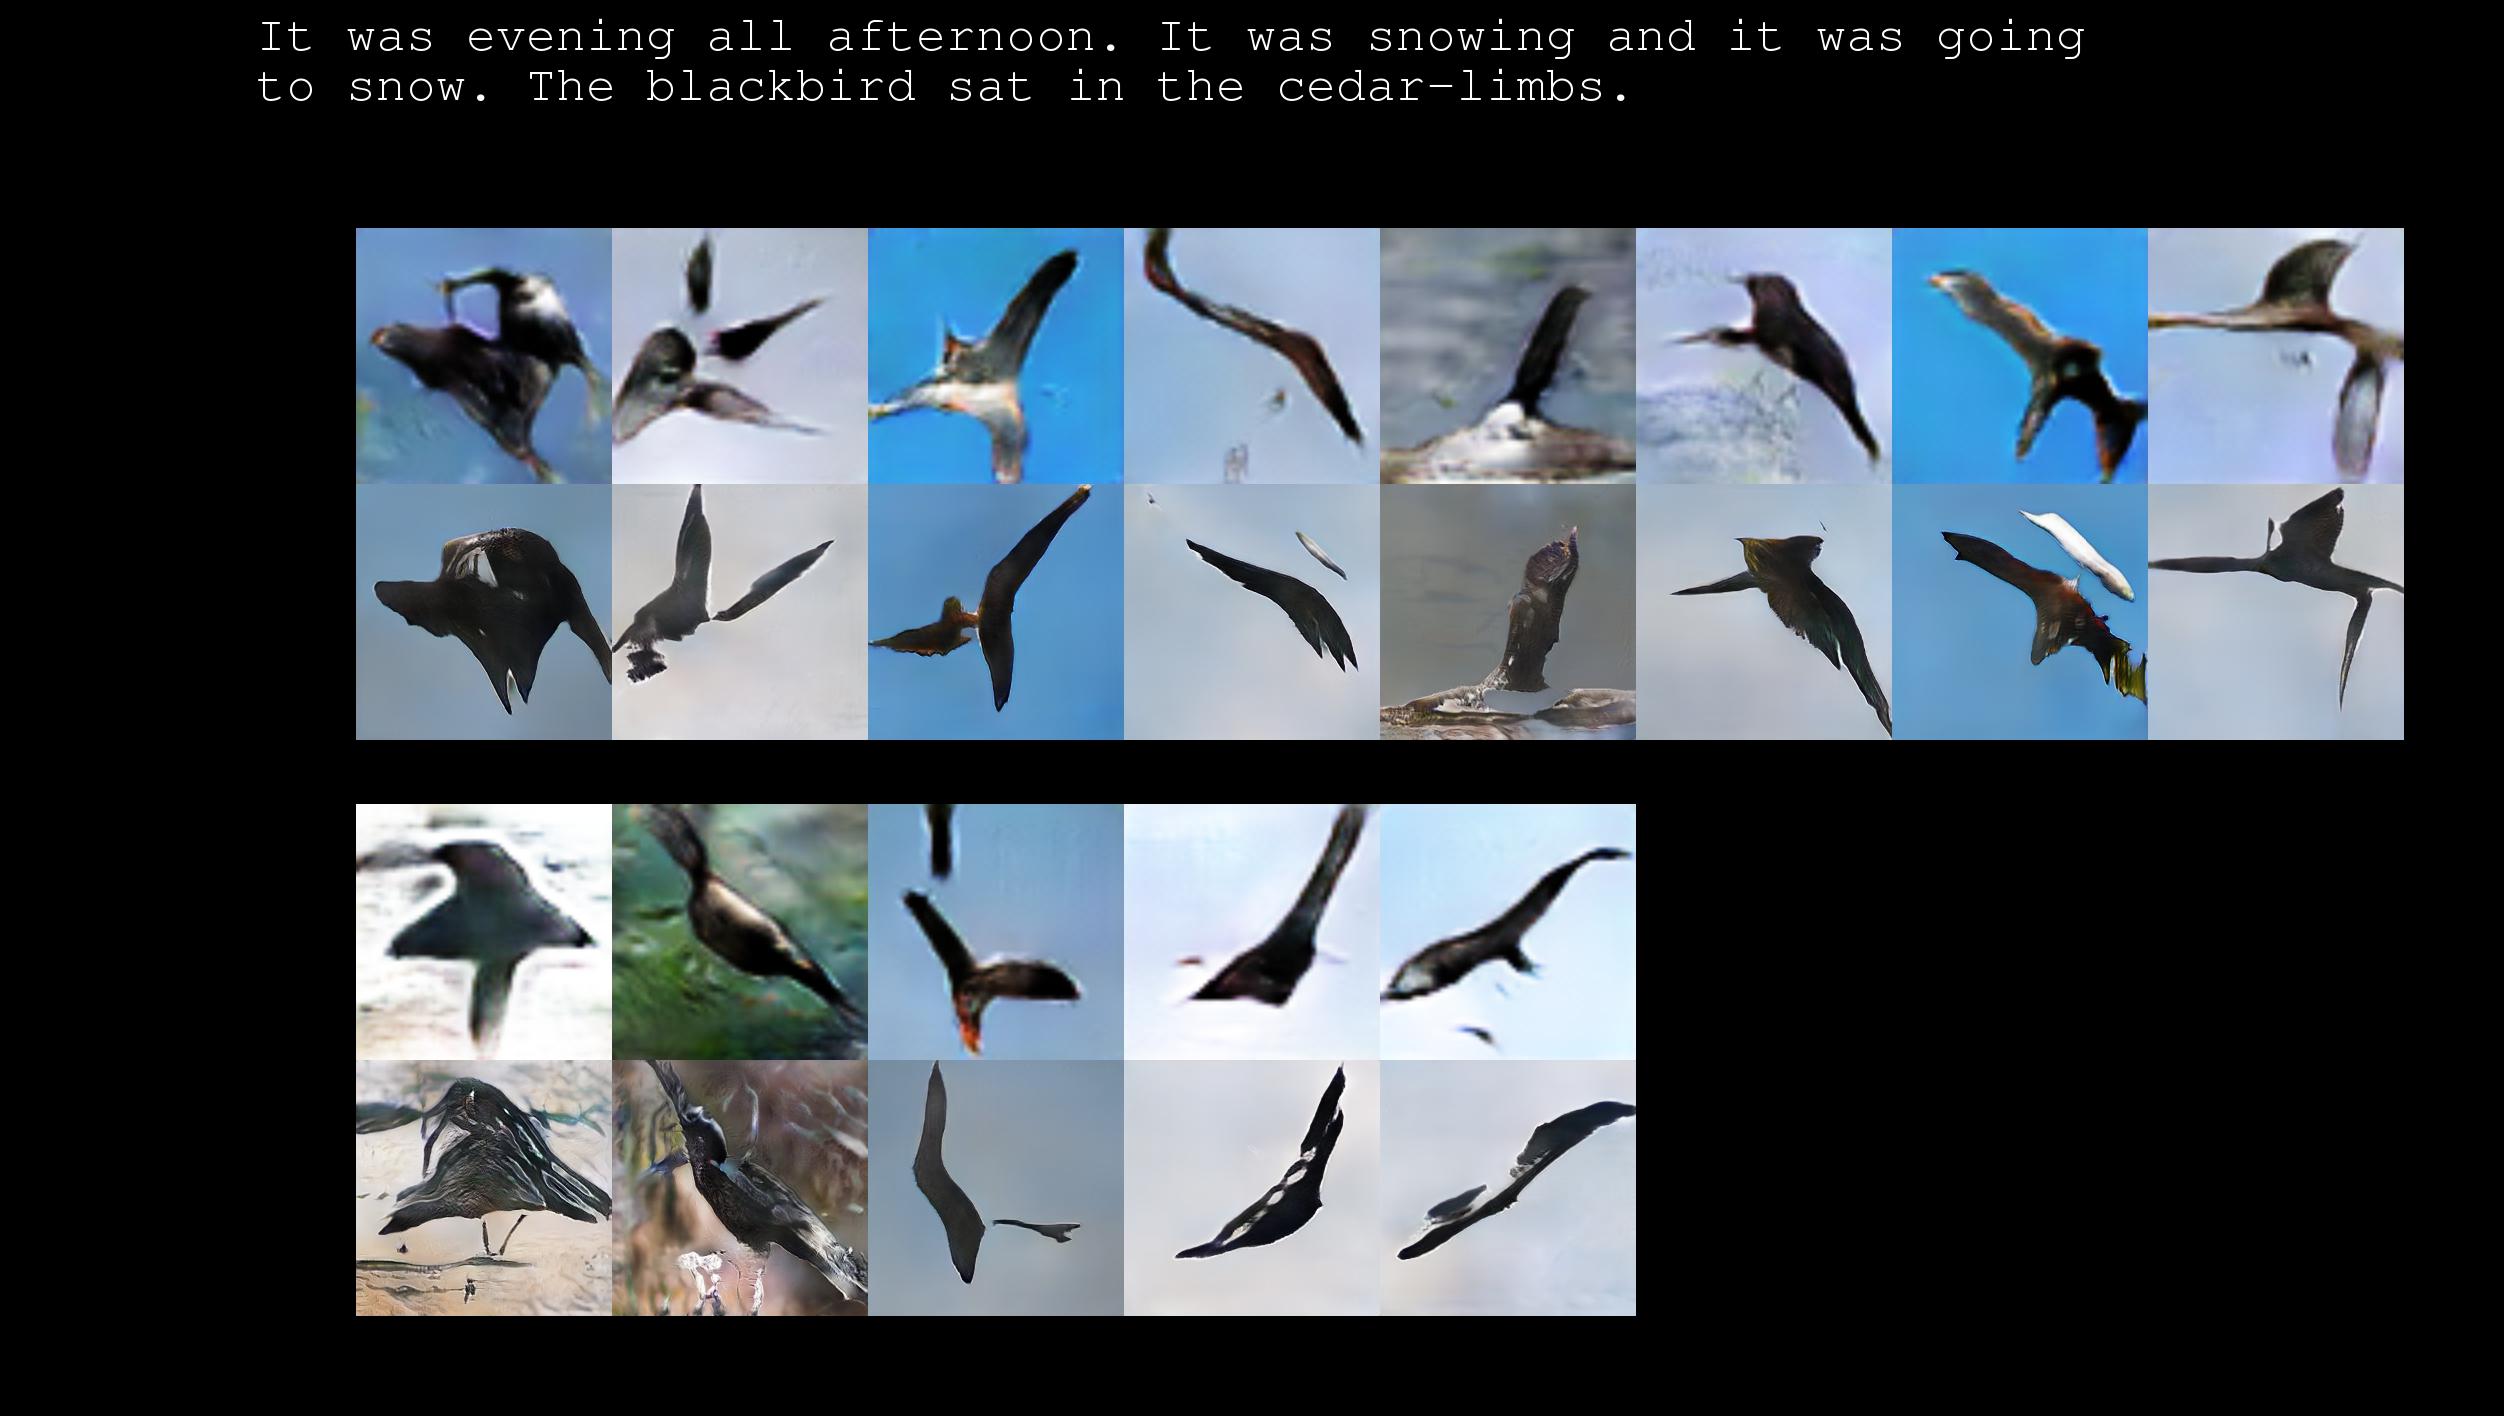 It was evening all afternoon. It was snowing and it was going
to snow. The blackbird sat in the cedar-limbs.